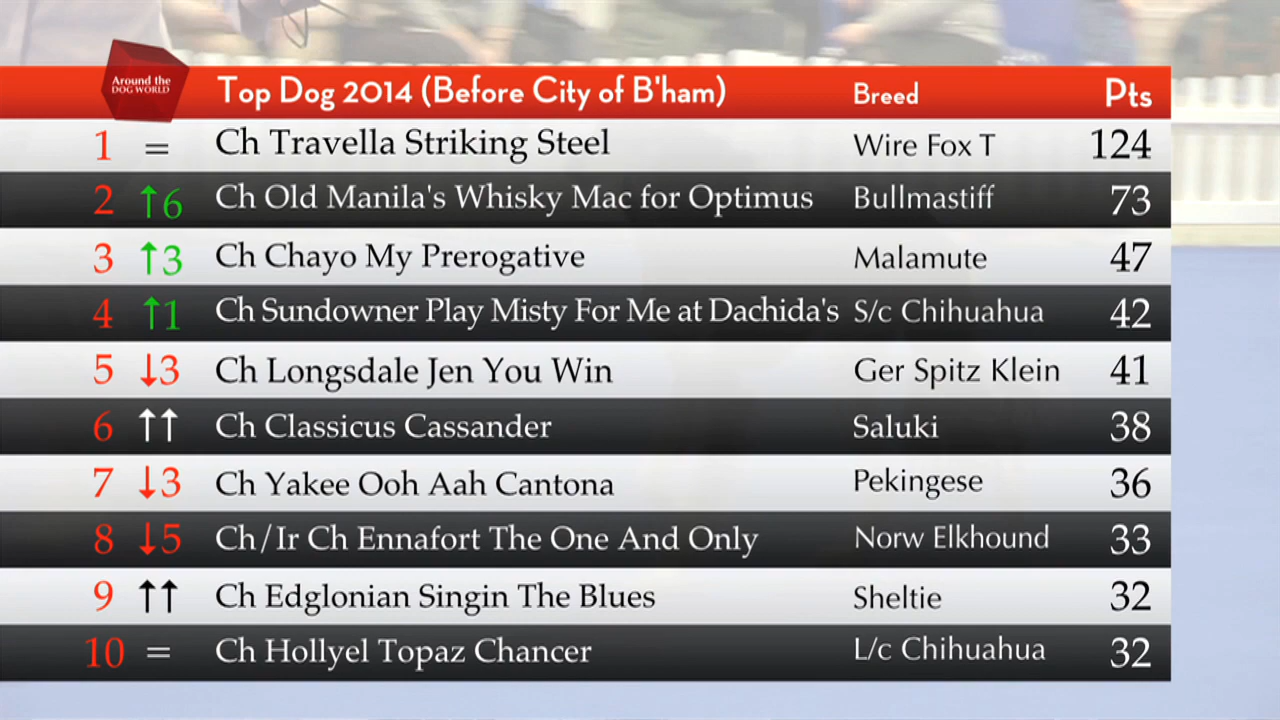 Around the
DOG WORLD
Top Dog 2014 (Before City of B'ham) Breed Pts
1 = Ch Travella Striking Steel Wire Fox T 124
2 ↑6 Ch Old Manila's Whisky Mac for Optimus Bullmastiff 73
3 ↑3 Ch Chayo My Prerogative Malamute 47
4 ↑1 Ch Sundowner Play Misty For Me at Dachida's S/c Chihuahua 42
5 ↓3 Ch Longsdale Jen You Win Ger Spitz Klein 41
6 ↑↑ Ch Classicus Cassander Saluki 38
7 ↓3 Ch Yakee Ooh Aah Cantona Pekingese 36
8 ↓5 Ch/Ir Ch Ennafort The One And Only Norw Elkhound 33
9 ↑↑ Ch Edglonian Singin The Blues Sheltie 32
10 = Ch Hollyel Topaz Chancer L/c Chihuahua 32